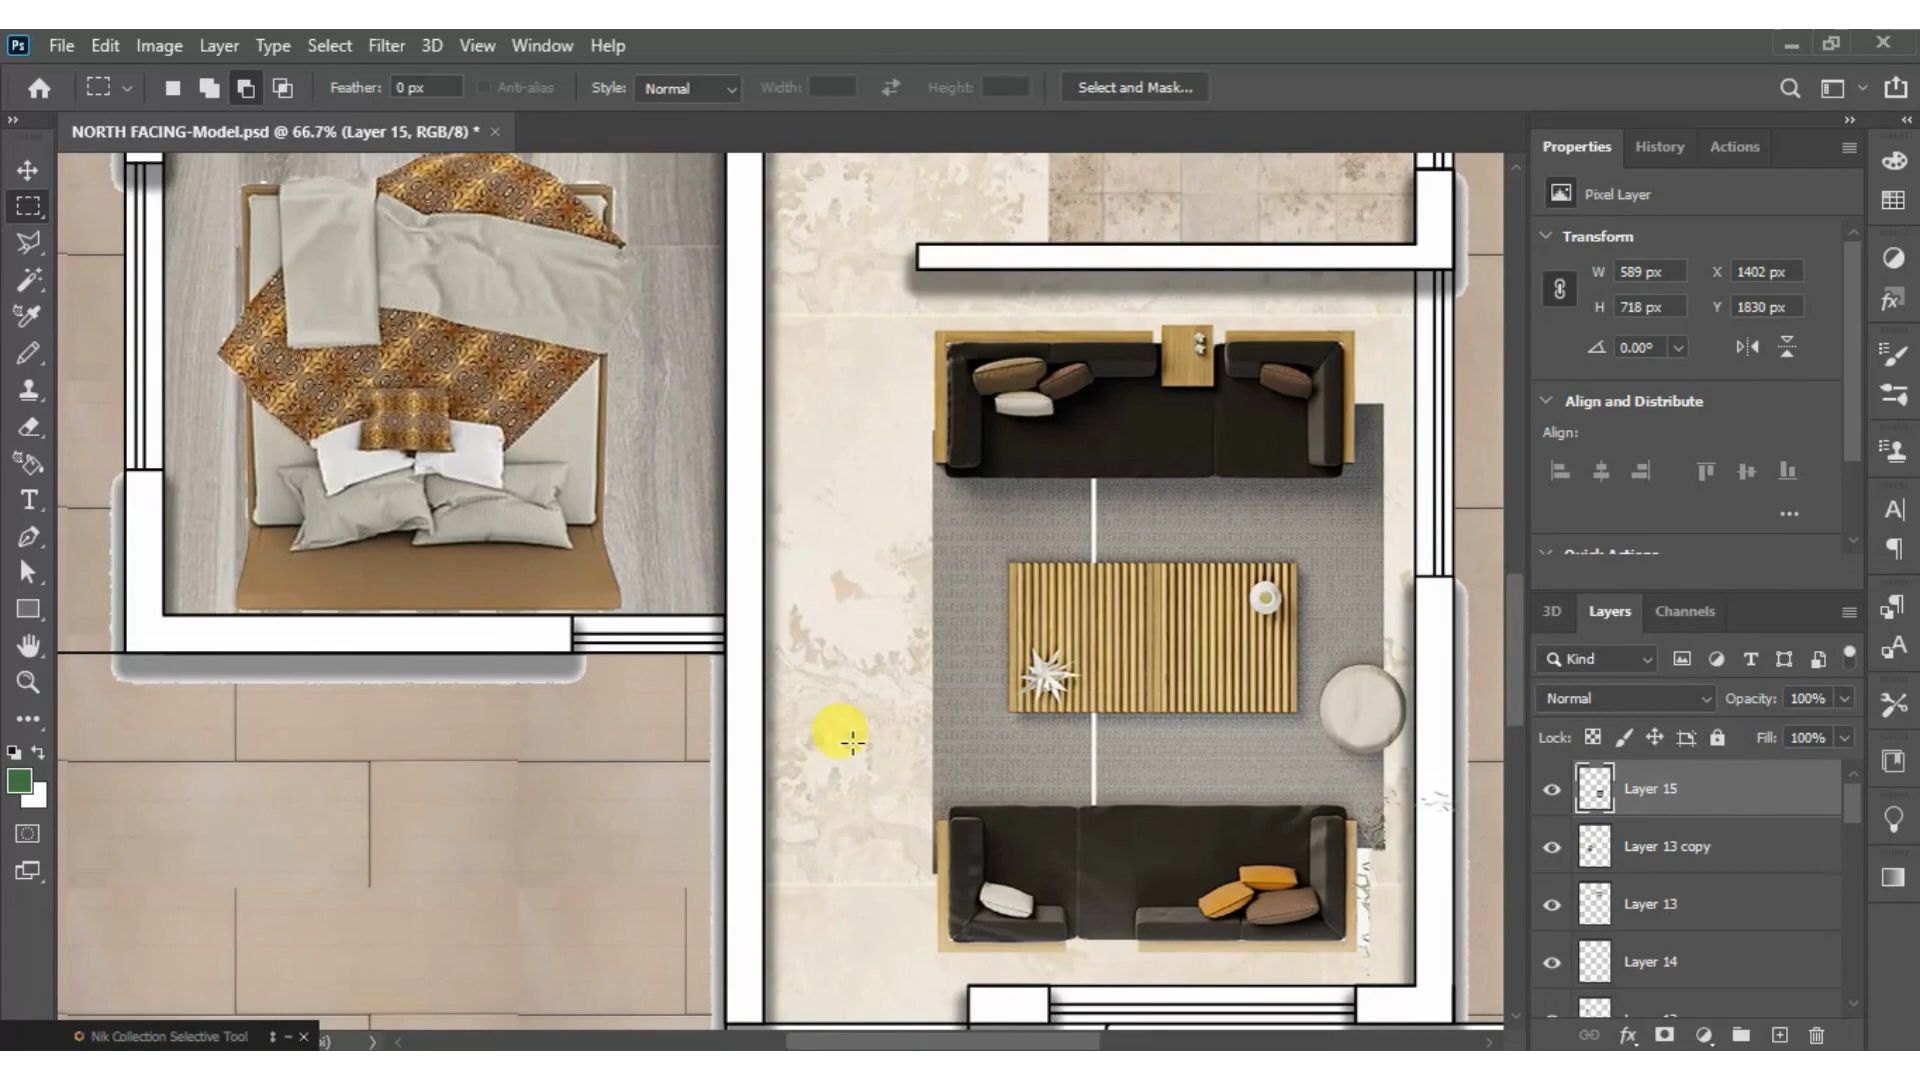 Ps File Edit Image Layer Type Select Filter 3D View Window Help
Feather: 0 px Anti-alias Style: Normal Width: Height: Select and Mask...
NORTH FACING-Model.psd @ 66.7% (Layer 15, RGB/8) * ×
Properties History Actions
Pixel Layer
Transform
W 589 px X 1402 px
H 718 px Y 1830 px
0.00°
Align and Distribute
Align:
Quick Actions
3D Layers Channels
Kind
Normal Opacity: 100%
Lock: Fill: 100%
Layer 15
Layer 13 copy
Layer 13
Layer 14
Nik Collection Selective Tool